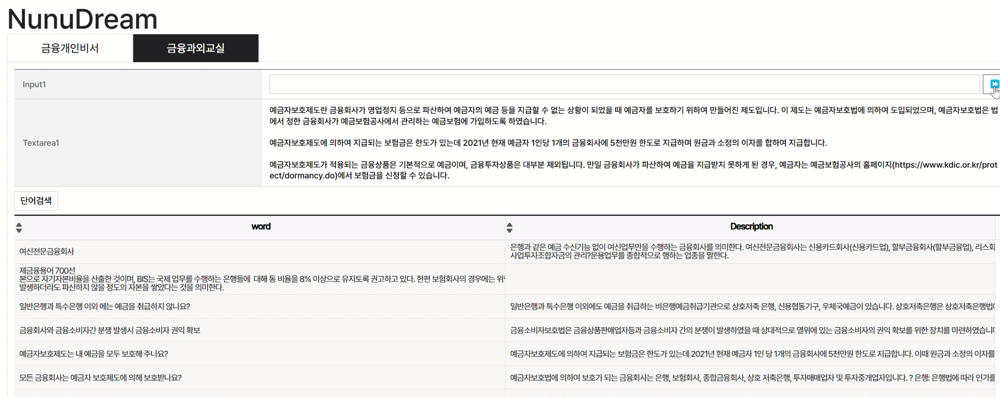 NunuDream
금융개인비서
금융과외교실
Input1
Textarea1
예금자보호제도란 금융회사가 영업정지 등으로 파산하여 예금자의 예금 등을 지급할 수 없는 상황이 되었을 때 예금자를 보호하기 위하여 만들어진 제도입니다. 이 제도는 예금자보호법에 의하여 도입되었으며, 예금자보호법은 법
에서 정한 금융회사가 예금보험공사에서 관리하는 예금보험에 가입하도록 하였습니다.
예금자보호제도에 의하여 지급되는 보험금은 한도가 있는데 2021년 현재 예금자 1인당 1개의 금융회사에 5천만원 한도로 지급하며 원금과 소정의 이자를 합하여 지급합니다.
예금자보호제도가 적용되는 금융상품은 기본적으로 예금이며, 금융투자상품은 대부분 제외됩니다. 만일 금융회사가 파산하여 예금을 지급받지 못하게 된 경우, 예금자는 예금보험공사의 홈페이지(https://www.kdic.or.kr/prot
ect/dormancy.do)에서 보험금을 신청할 수 있습니다.
단어검색
word
Description
여신전문금융회사
은행과 같은 예금 수신기능 없이 여신업무만을 수행하는 금융회사를 의미한다. 여신전문금융회사는 신용카드회사(신용카드업), 할부금융회사(할부금융업), 리스회
사업투자조합자금의 관리?운용업무를 종합적으로 행하는 업종을 말한다.
제금융용어 700선
본으로 자기자본비율을 산출한 것이며, BIS는 국제 업무를 수행하는 은행들에 대해 동 비율을 8% 이상으로 유지토록 권고하고 있다. 한편 보험회사의 경우에는
발생하더라도 파산하지 않을 정도의 자본을 쌓았다는 것을 의미한다.
일반은행과 특수은행 이외 에는 예금을 취급하지 않나요?
일반은행과 특수은행 이외에도 예금을 취급하는 비은행예금취급기관으로 상호저축 은행, 신용협동기구, 우체국예금이 있습니다. 상호저축은행은
금융회사와 금융소비자간 분쟁 발생시 금융소비자 권익 확보
금융소비자보호법은 금융상품판매업자등과 금융소비자 간의 분쟁이 발생하였을 때 상대적으로 열위에 있는 금융소비자의 권익 확보를 위한 장치를
예금자보호제도는 내 예금을 모두 보호해 주나요?
예금자보호제도에 의하여 지급되는 보험금은 한도가 있는데 2021년 현재 예금자 1인 당 1개의 금융회사에 5천만원 한도로 지급합니다. 이때 원금과 소정의 이자를
모든 금융회사는 예금자 보호제도에 의해 보호받나요?
예금자보호법에 의하여 보호가 되는 금융회사는 은행, 보험회사, 종합금융회사, 상호 저축은행, 투자매매업자 및 투자중개업자입니다. ? 은행: 은행법에 따라 인가를